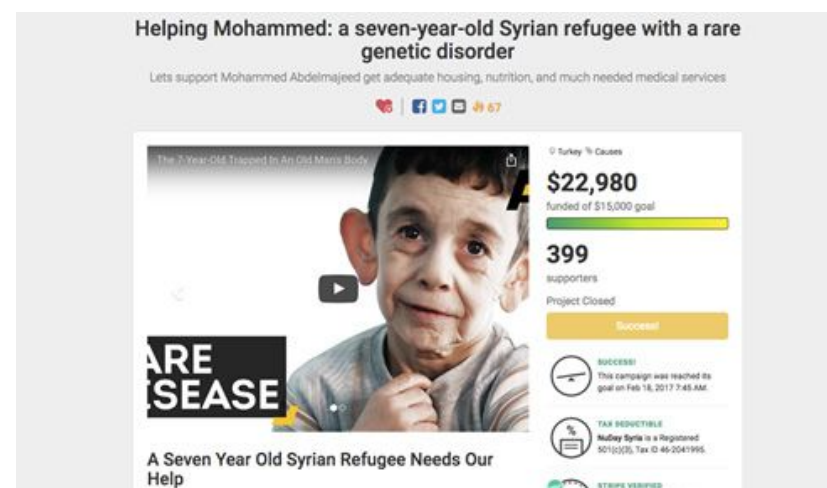 Helping Mohammed: a seven-year-old Syrian refugee with a rare
genetic disorder
Lets support Mohammed Abdelmajeed get adequate housing, nutrition, and much needed medical services
67
The 7-Year-Old Trapped In An Old Man's Body
ARE
ISEASE
Turkey Causes
$22,980
funded of $15,000 goal
399
supporters
Project Closed
Success!
SUCCESS!
This campaign was reached its
goal on Feb 18, 2017 7:45 AM.
TAX DEDUCTIBLE
NuDay Syria is a Registered
501(c)(3), Tax ID 46-2041995.
STRIPE VERIFIED
A Seven Year Old Syrian Refugee Needs Our
Help